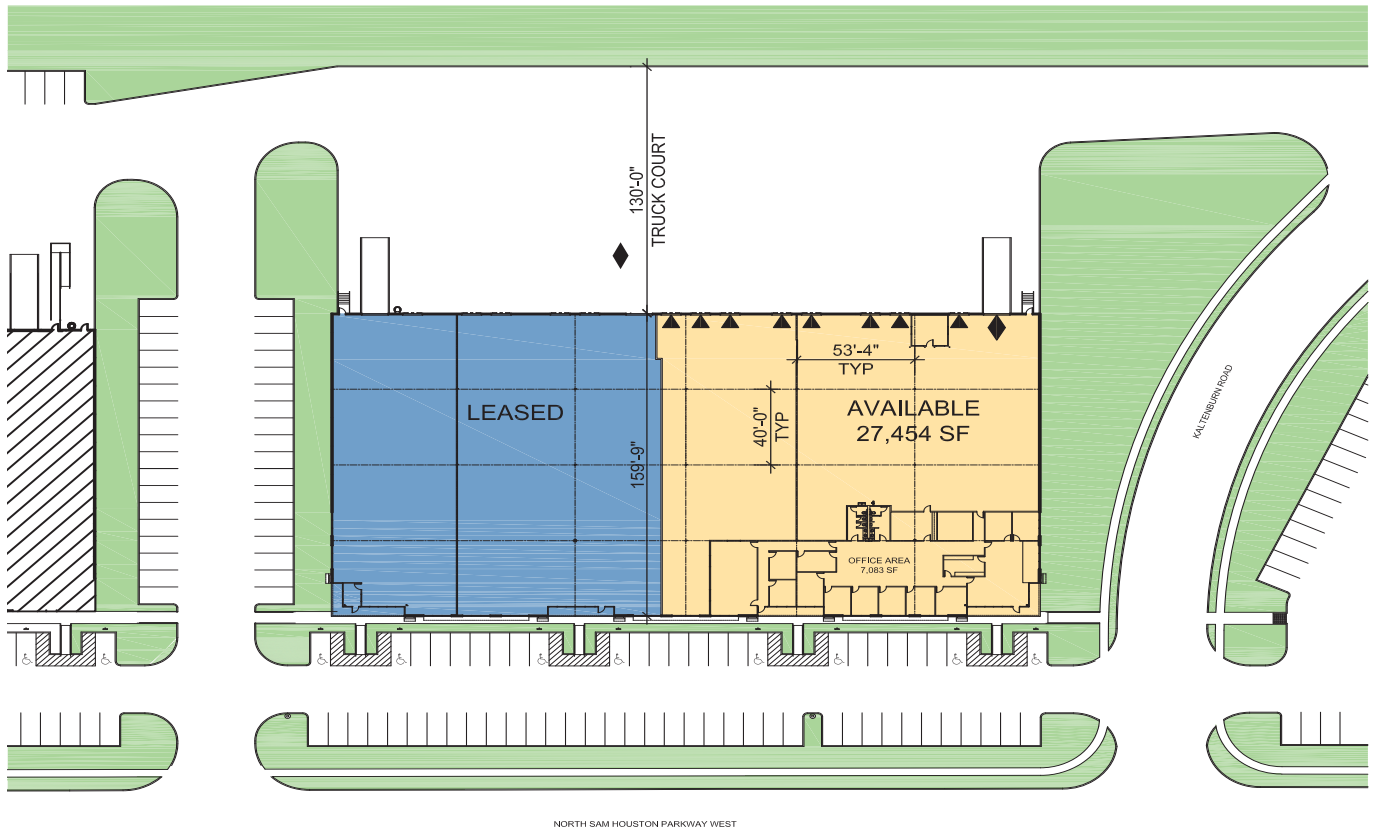 130'-0"
TRUCK COURT
53'-4"
TYP
LEASED
40'-0"
TYP
AVAILABLE
27,454 SF
159'-9"
KALTENBURN ROAD
OFFICE AREA
7,083 SF
NORTH SAM HOUSTON PARKWAY WEST